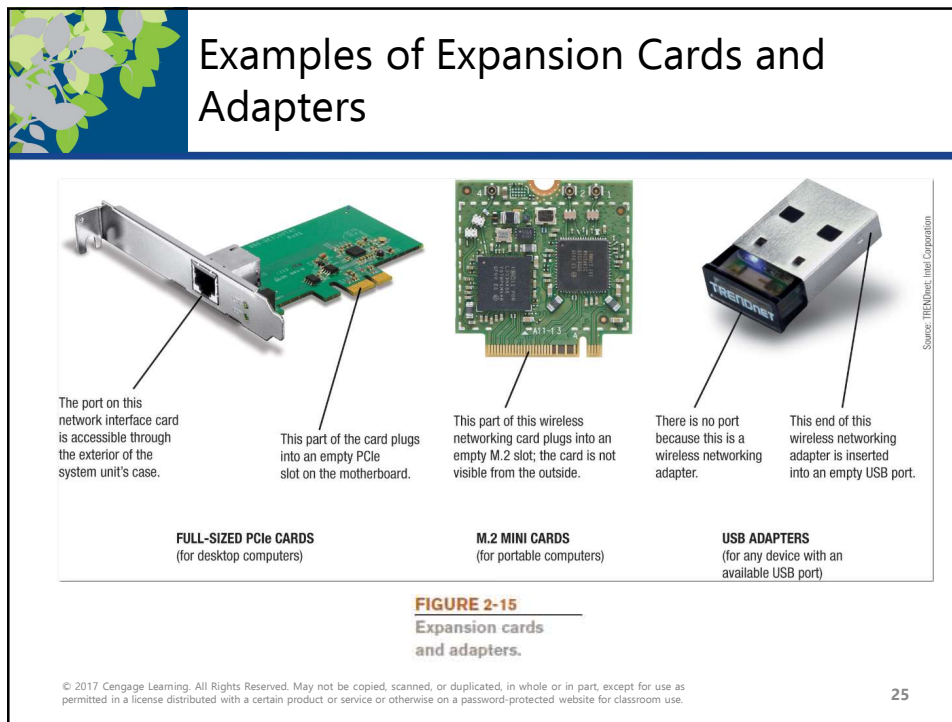 Examples of Expansion Cards and
Adapters
TRENDnet
Source: TRENDnet; Intel Corporation
The port on this
network interface card
is accessible through
the exterior of the
system unit's case.
This part of the card plugs
into an empty PCIe
slot on the motherboard.
This part of this wireless
networking card plugs into an
empty M.2 slot; the card is not
visible from the outside.
There is no port
because this is a
wireless networking
adapter.
This end of this
wireless networking
adapter is inserted
into an empty USB port.
FULL-SIZED PCIe CARDS
(for desktop computers)
M.2 MINI CARDS
(for portable computers)
USB ADAPTERS
(for any device with an
available USB port)
FIGURE 2-15
Expansion cards
and adapters.
© 2017 Cengage Learning. All Rights Reserved. May not be copied, scanned, or duplicated, in whole or in part, except for use as
permitted in a license distributed with a certain product or service or otherwise on a password-protected website for classroom use.
25